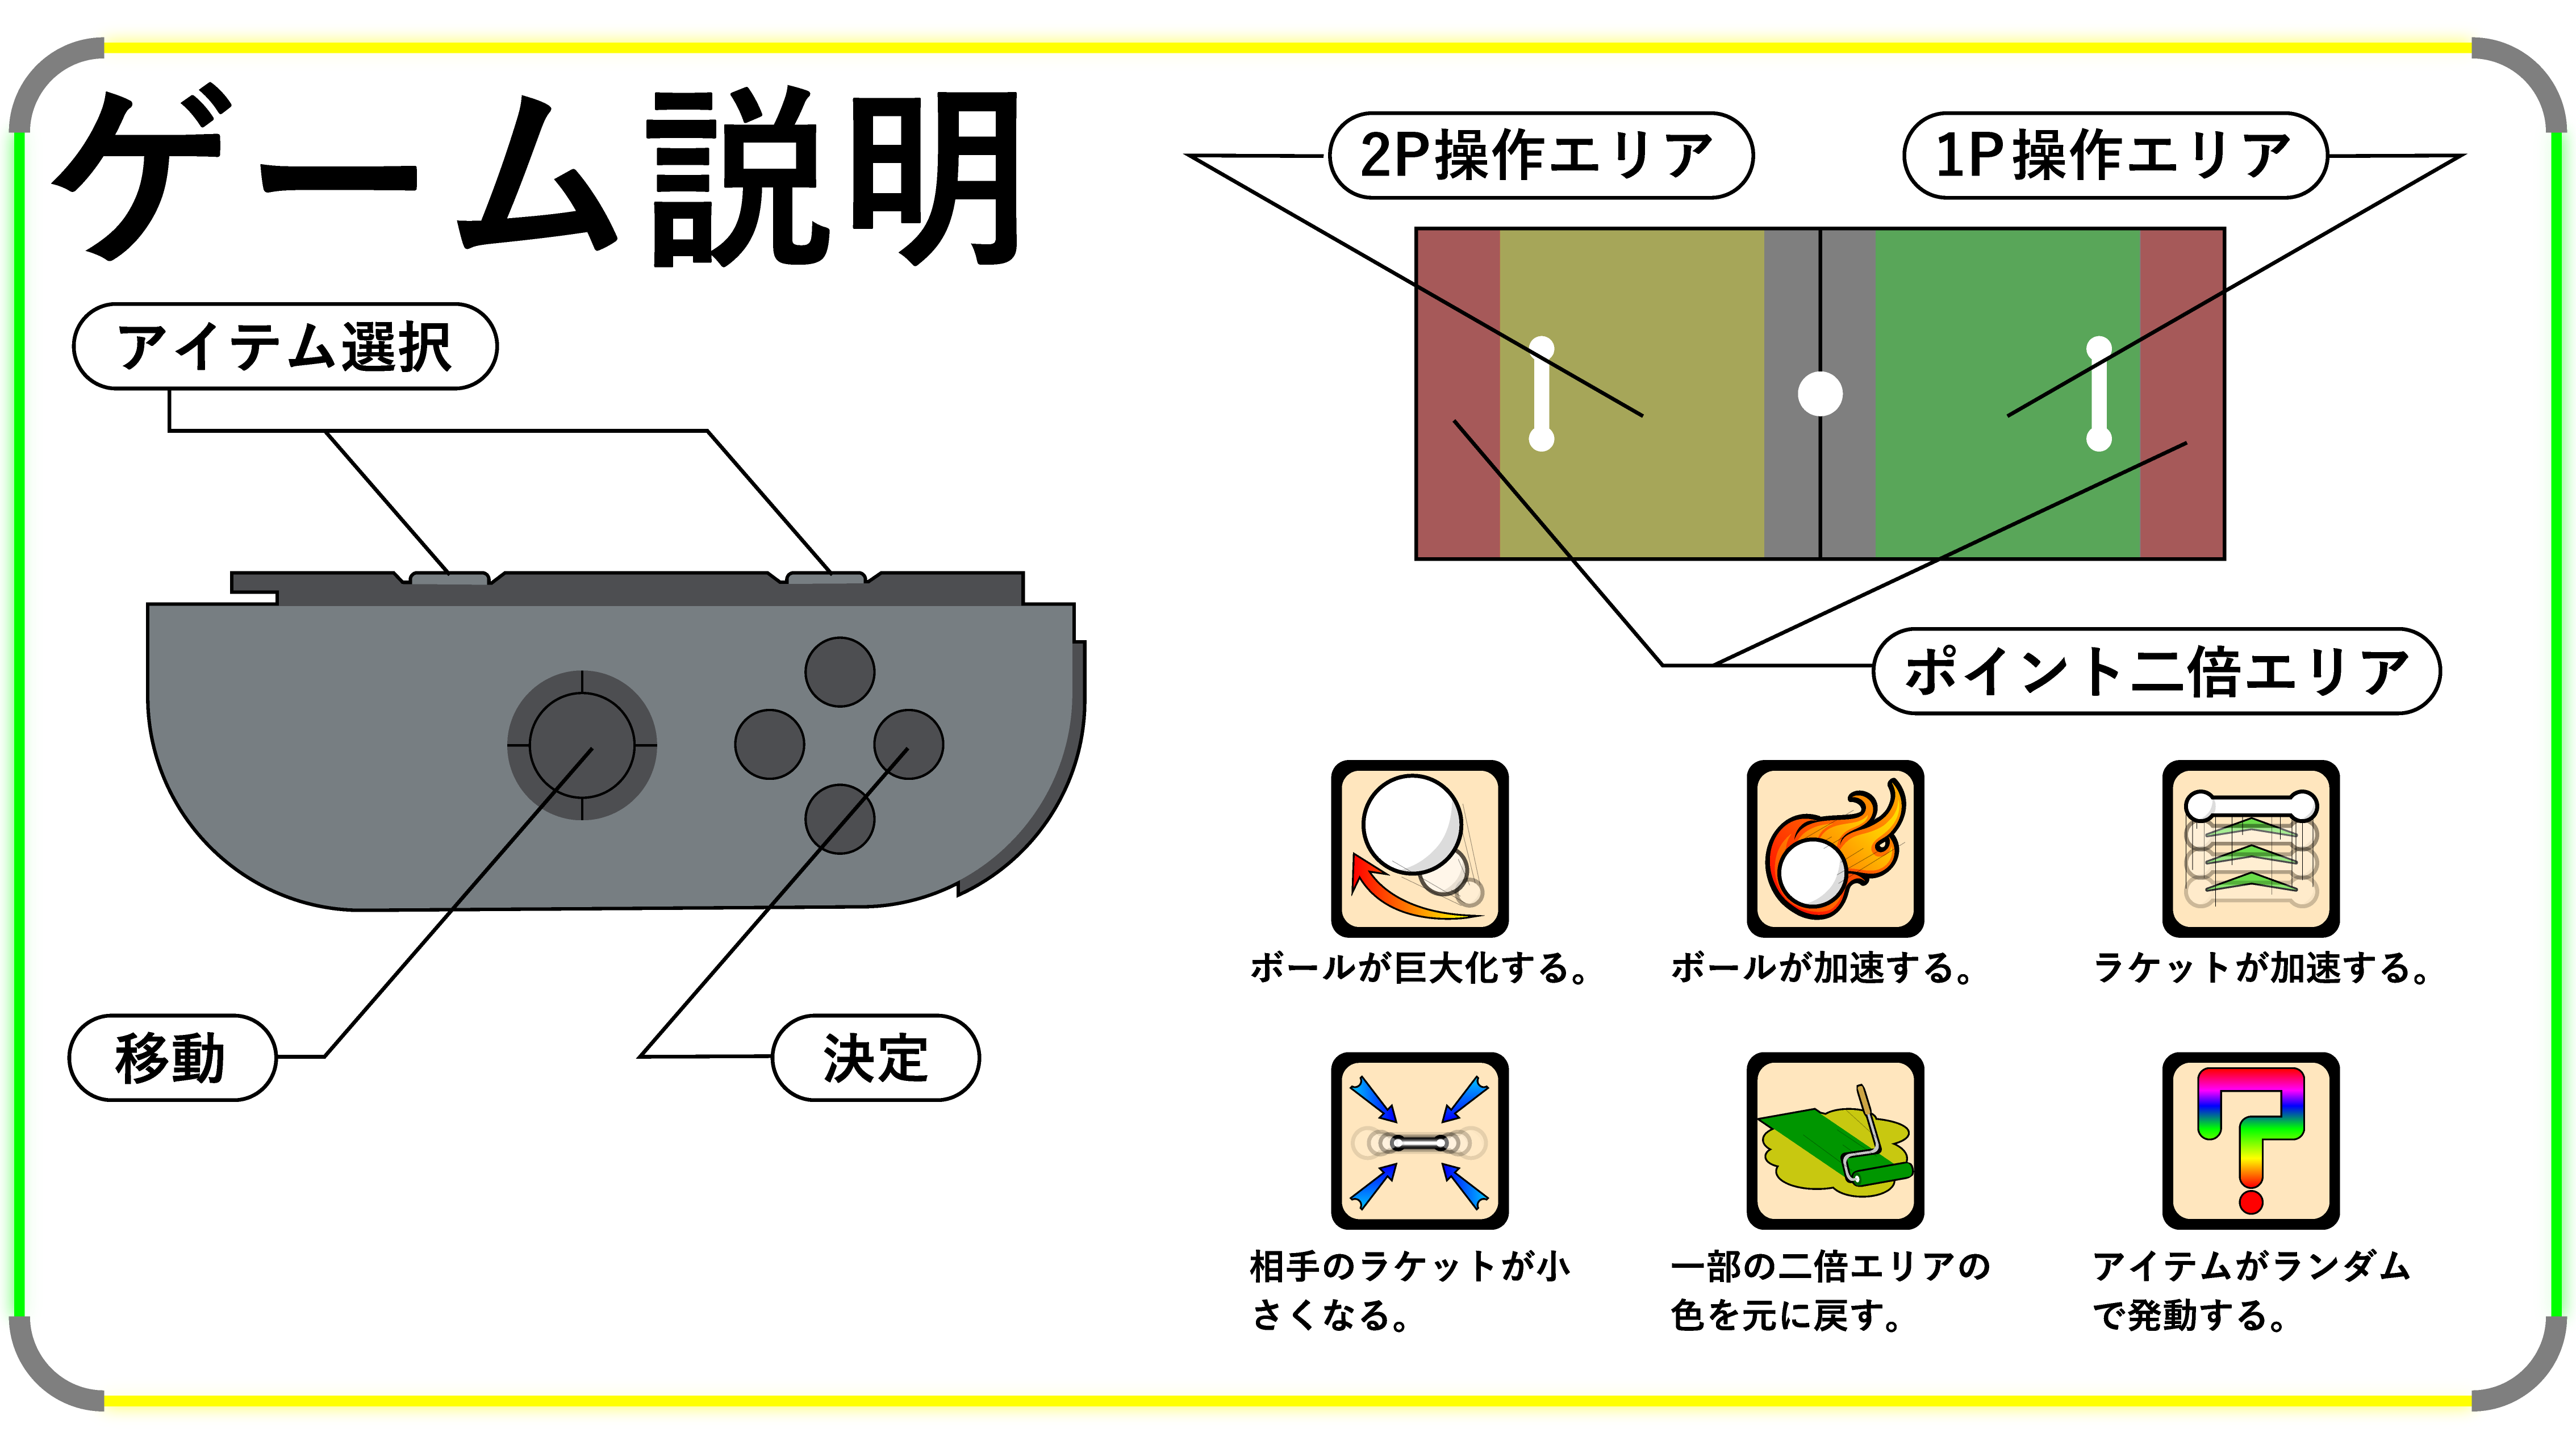 ゲーム説明
アイテム選択
移動
決定
2P操作エリア
1P操作エリア
ポイント二倍エリア
ボールが巨大化する。
ボールが加速する。
ラケットが加速する。
相手のラケットが小
さくなる。
一部の二倍エリアの
色を元に戻す。
アイテムがランダム
で発動する。